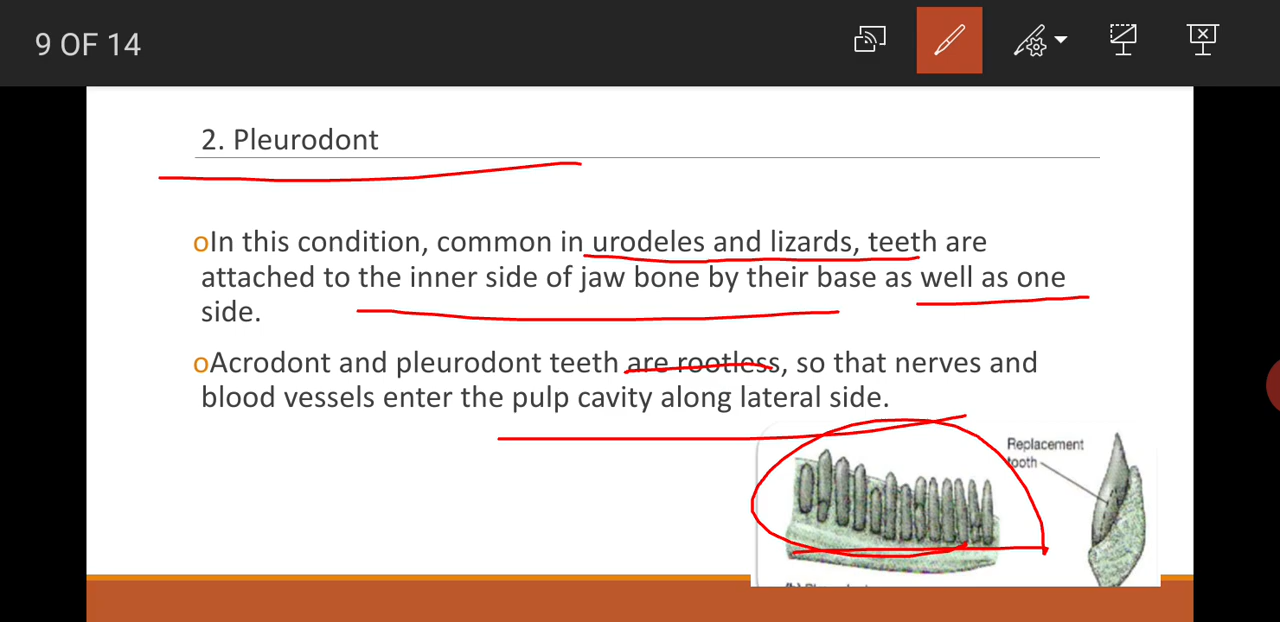 9 OF 14
2. Pleurodont
oIn this condition, common in urodeles and lizards, teeth are
attached to the inner side of jaw bone by their base as well as one
side.
oAcrodont and pleurodont teeth are rootless, so that nerves and
blood vessels enter the pulp cavity along lateral side.
Replacement
tooth